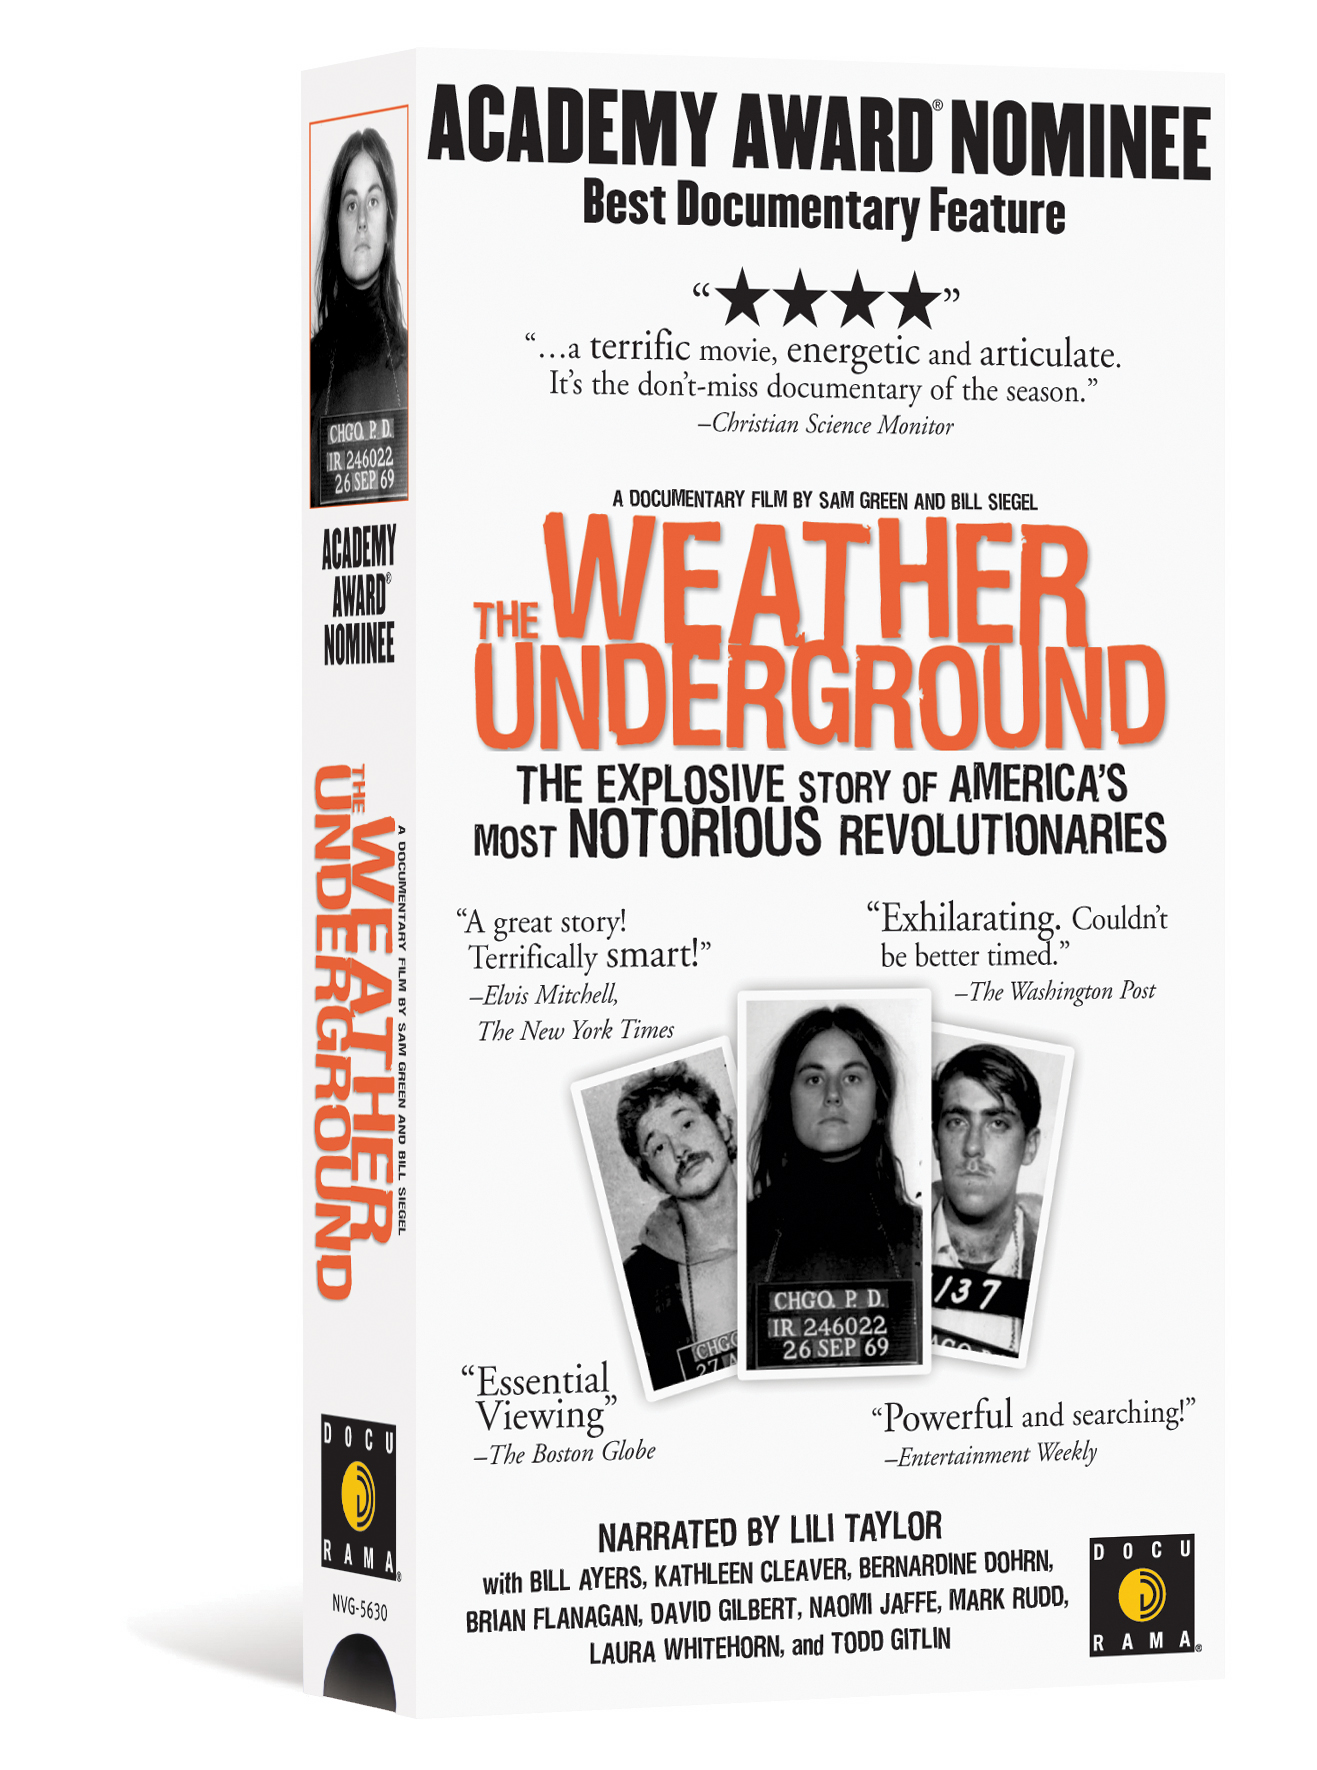 ACADEMY AWARD® NOMINEE
Best Documentary Feature
“★★★★”
“...a terrific movie, energetic and articulate.
It’s the don’t-miss documentary of the season.”
–Christian Science Monitor
A DOCUMENTARY FILM BY SAM GREEN AND BILL SIEGEL
THE WEATHER
UNDERGROUND
THE EXPLOSIVE STORY OF AMERICA’S
MOST NOTORIOUS REVOLUTIONARIES
“A great story!
Terrifically smart!”
–Elvis Mitchell,
The New York Times
“Exhilarating. Couldn’t
be better timed.”
–The Washington Post
CHGO. P. D.
IR 246022
26 SEP 69
CHGO
27 A
137
AGO P
“Essential
Viewing”
–The Boston Globe
“Powerful and searching!”
–Entertainment Weekly
NARRATED BY LILI TAYLOR
with BILL AYERS, KATHLEEN CLEAVER, BERNARDINE DOHRN,
BRIAN FLANAGAN, DAVID GILBERT, NAOMI JAFFE, MARK RUDD,
LAURA WHITEHORN, and TODD GITLIN
DOCU
RAMA®
CHGO. P. D.
IR 246022
26 SEP 69
ACADEMY
AWARD®
NOMINEE
A DOCUMENTARY FILM BY SAM GREEN AND BILL SIEGEL
THE WEATHER
UNDERGROUND
DOCU
RAMA®
NVG-5630